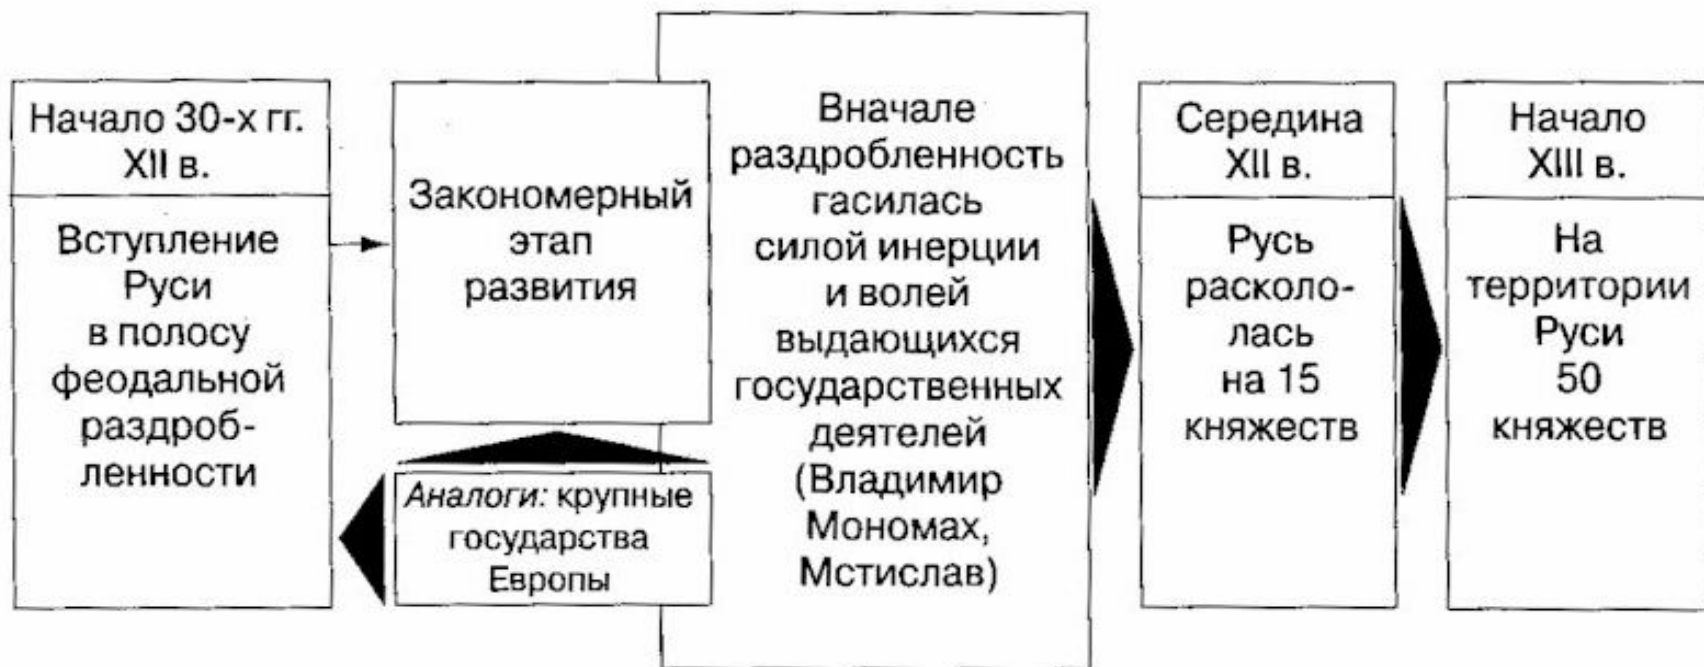 Начало 30-х гг.
XII в.
Вступление
Руси
в полосу
феодальной
раздроб-
ленности
Закономерный
этап
развития
Аналоги: крупные
государства
Европы
Вначале
раздробленность
гасилась
силой инерции
и волей
выдающихся
государственных
деятелей
(Владимир
Мономах,
Мстислав)
Середина
XII в.
Русь
расколо-
лась
на 15
княжеств
Начало
XIII в.
На
территории
Руси
50
княжеств